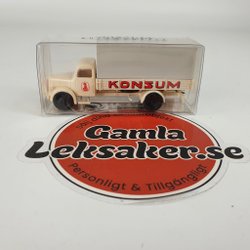 KONSUM
Gamla
Leksaker.se
Personligt & Tillgängligt